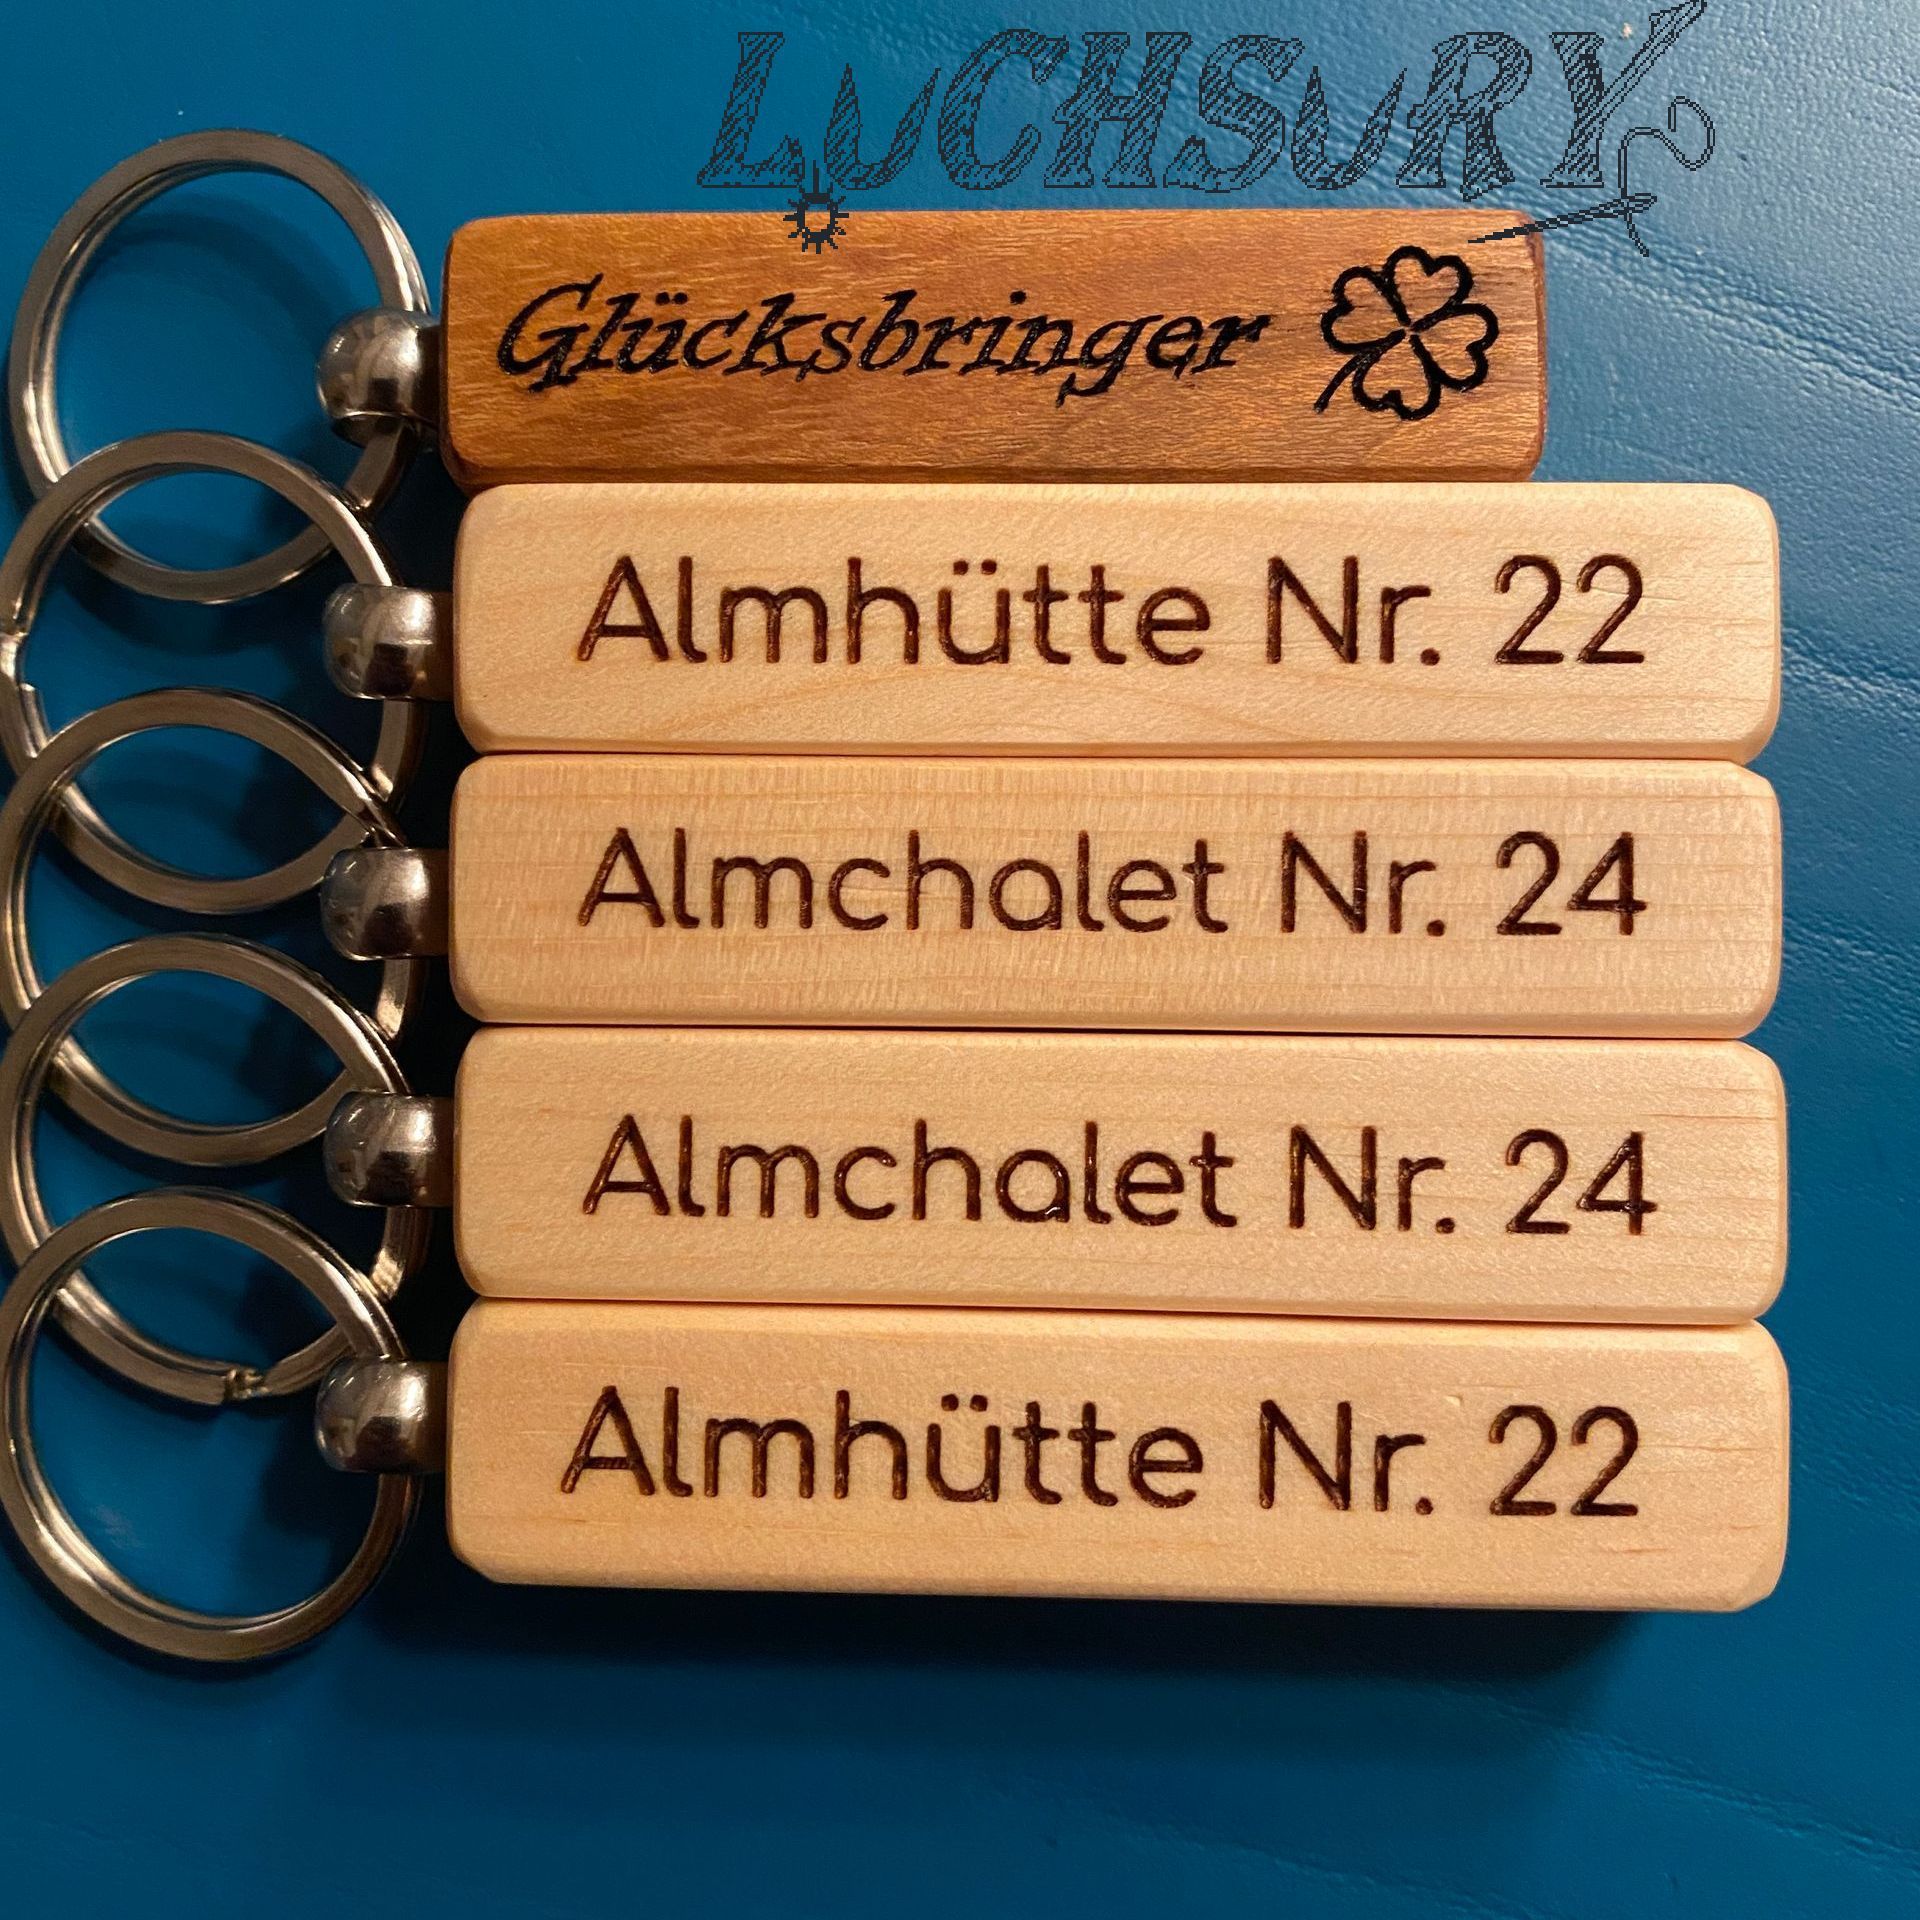 LuCHSuRY
Glücksbringer
Almhütte Nr. 22
Almchalet Nr. 24
Almchalet Nr. 24
Almhütte Nr. 22